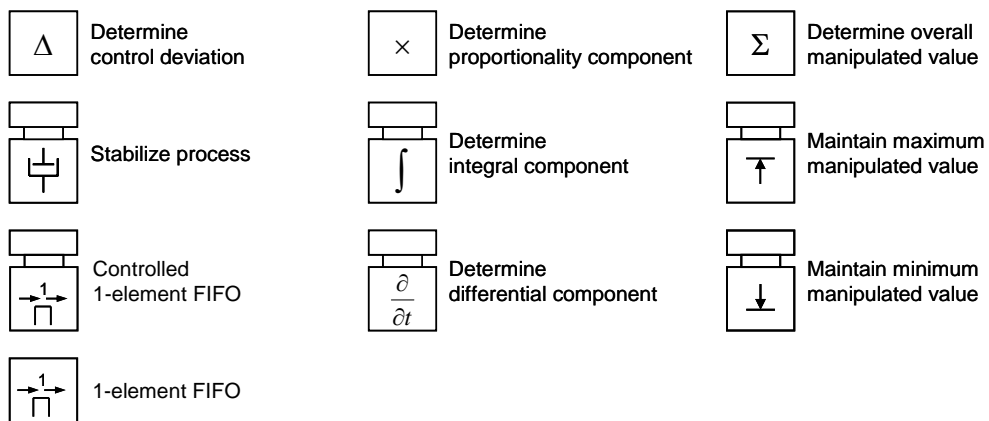 Δ
Determine
control deviation
×
Determine
proportionality component
Σ
Determine overall
manipulated value
Stabilize process
∫
Determine
integral component
Maintain maximum
manipulated value
1
Controlled
1-element FIFO
∂
∂t
Determine
differential component
Maintain minimum
manipulated value
1
1-element FIFO